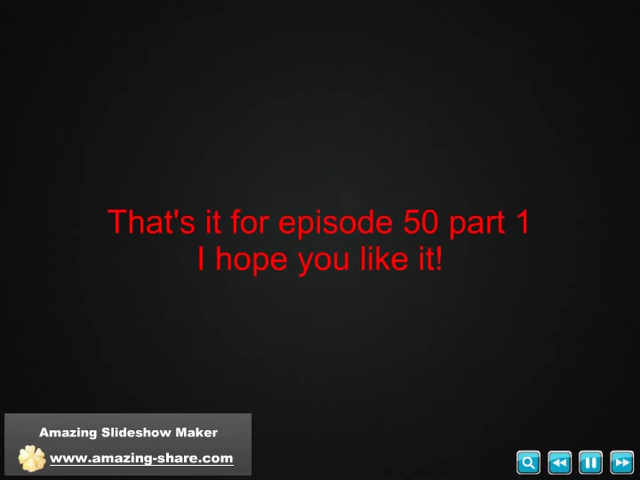 That's it for episode 50 part 1
I hope you like it!
Amazing Slideshow Maker
www.amazing-share.com